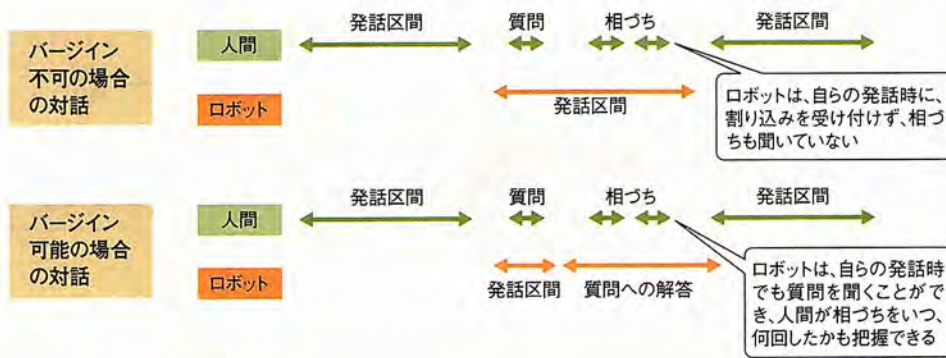 発話区間
質問
相づち
発話区間
バージイン
不可の場合
の対話
人間
ロボット
発話区間
ロボットは、自らの発話時に、
割り込みを受け付けず、相づ
ちも聞いていない
発話区間
質問
相づち
発話区間
バージイン
可能の場合
の対話
人間
ロボット
発話区間
質問への解答
ロボットは、自らの発話時
でも質問を聞くことがで
き、人間が相づちをいつ、
何回したかも把握できる